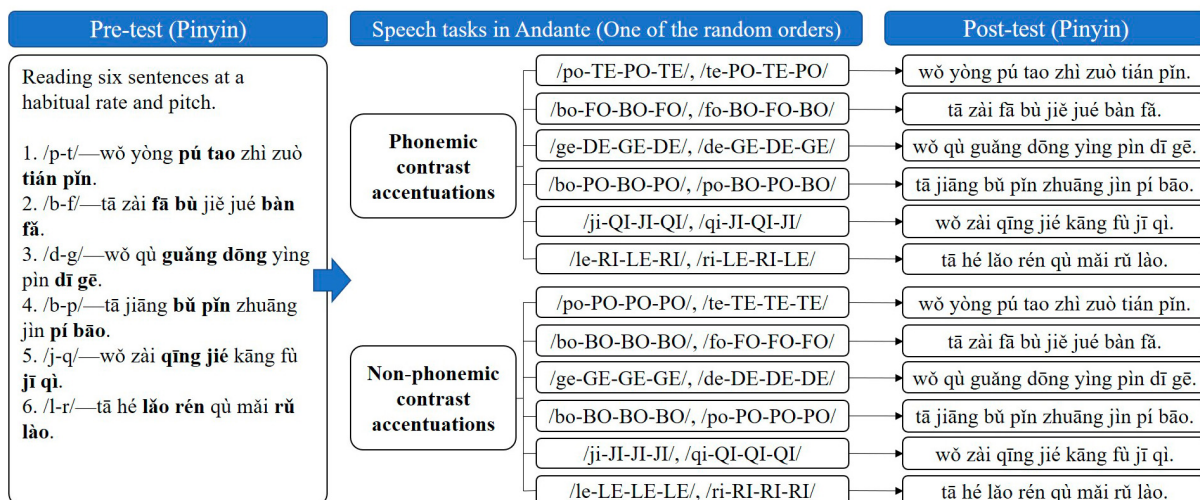 Pre-test (Pinyin)
Speech tasks in Andante (One of the random orders)
Post-test (Pinyin)
Reading six sentences at a
habitual rate and pitch.
1. /p-t/—wǒ yòng pú tao zhì zuò
tián pǐn.
2. /b-f/—tā zài fā bù jiě jué bàn
fǎ.
3. /d-g/—wǒ qù guǎng dōng yìng
pìn dī gē.
4. /b-p/—tā jiāng bǔ pǐn zhuāng
jìn pí bāo.
5. /j-q/—wǒ zài qīng jié kāng fù
jī qì.
6. /l-r/—tā hé lǎo rén qù mǎi rǔ
lào.
Phonemic
contrast
accentuations
/po-TE-PO-TE/, /te-PO-TE-PO/
wǒ yòng pú tao zhì zuò tián pǐn.
/bo-FO-BO-FO/, /fo-BO-FO-BO/
tā zài fā bù jiě jué bàn fǎ.
/ge-DE-GE-DE/, /de-GE-DE-GE/
wǒ qù guǎng dōng yìng pìn dī gē.
/bo-PO-BO-PO/, /po-BO-PO-BO/
tā jiāng bǔ pǐn zhuāng jìn pí bāo.
/ji-QI-JI-QI/, /qi-JI-QI-JI/
wǒ zài qīng jié kāng fù jī qì.
/le-RI-LE-RI/, /ri-LE-RI-LE/
tā hé lǎo rén qù mǎi rǔ lào.
Non-phonemic
contrast
accentuations
/po-PO-PO-PO/, /te-TE-TE-TE/
wǒ yòng pú tao zhì zuò tián pǐn.
/bo-BO-BO-BO/, /fo-FO-FO-FO/
tā zài fā bù jiě jué bàn fǎ.
/ge-GE-GE-GE/, /de-DE-DE-DE/
wǒ qù guǎng dōng yìng pìn dī gē.
/bo-BO-BO-BO/, /po-PO-PO-PO/
tā jiāng bǔ pǐn zhuāng jìn pí bāo.
/ji-JI-JI-JI/, /qi-QI-QI-QI/
wǒ zài qīng jié kāng fù jī qì.
/le-LE-LE-LE/, /ri-RI-RI-RI/
tā hé lǎo rén qù mǎi rǔ lào.